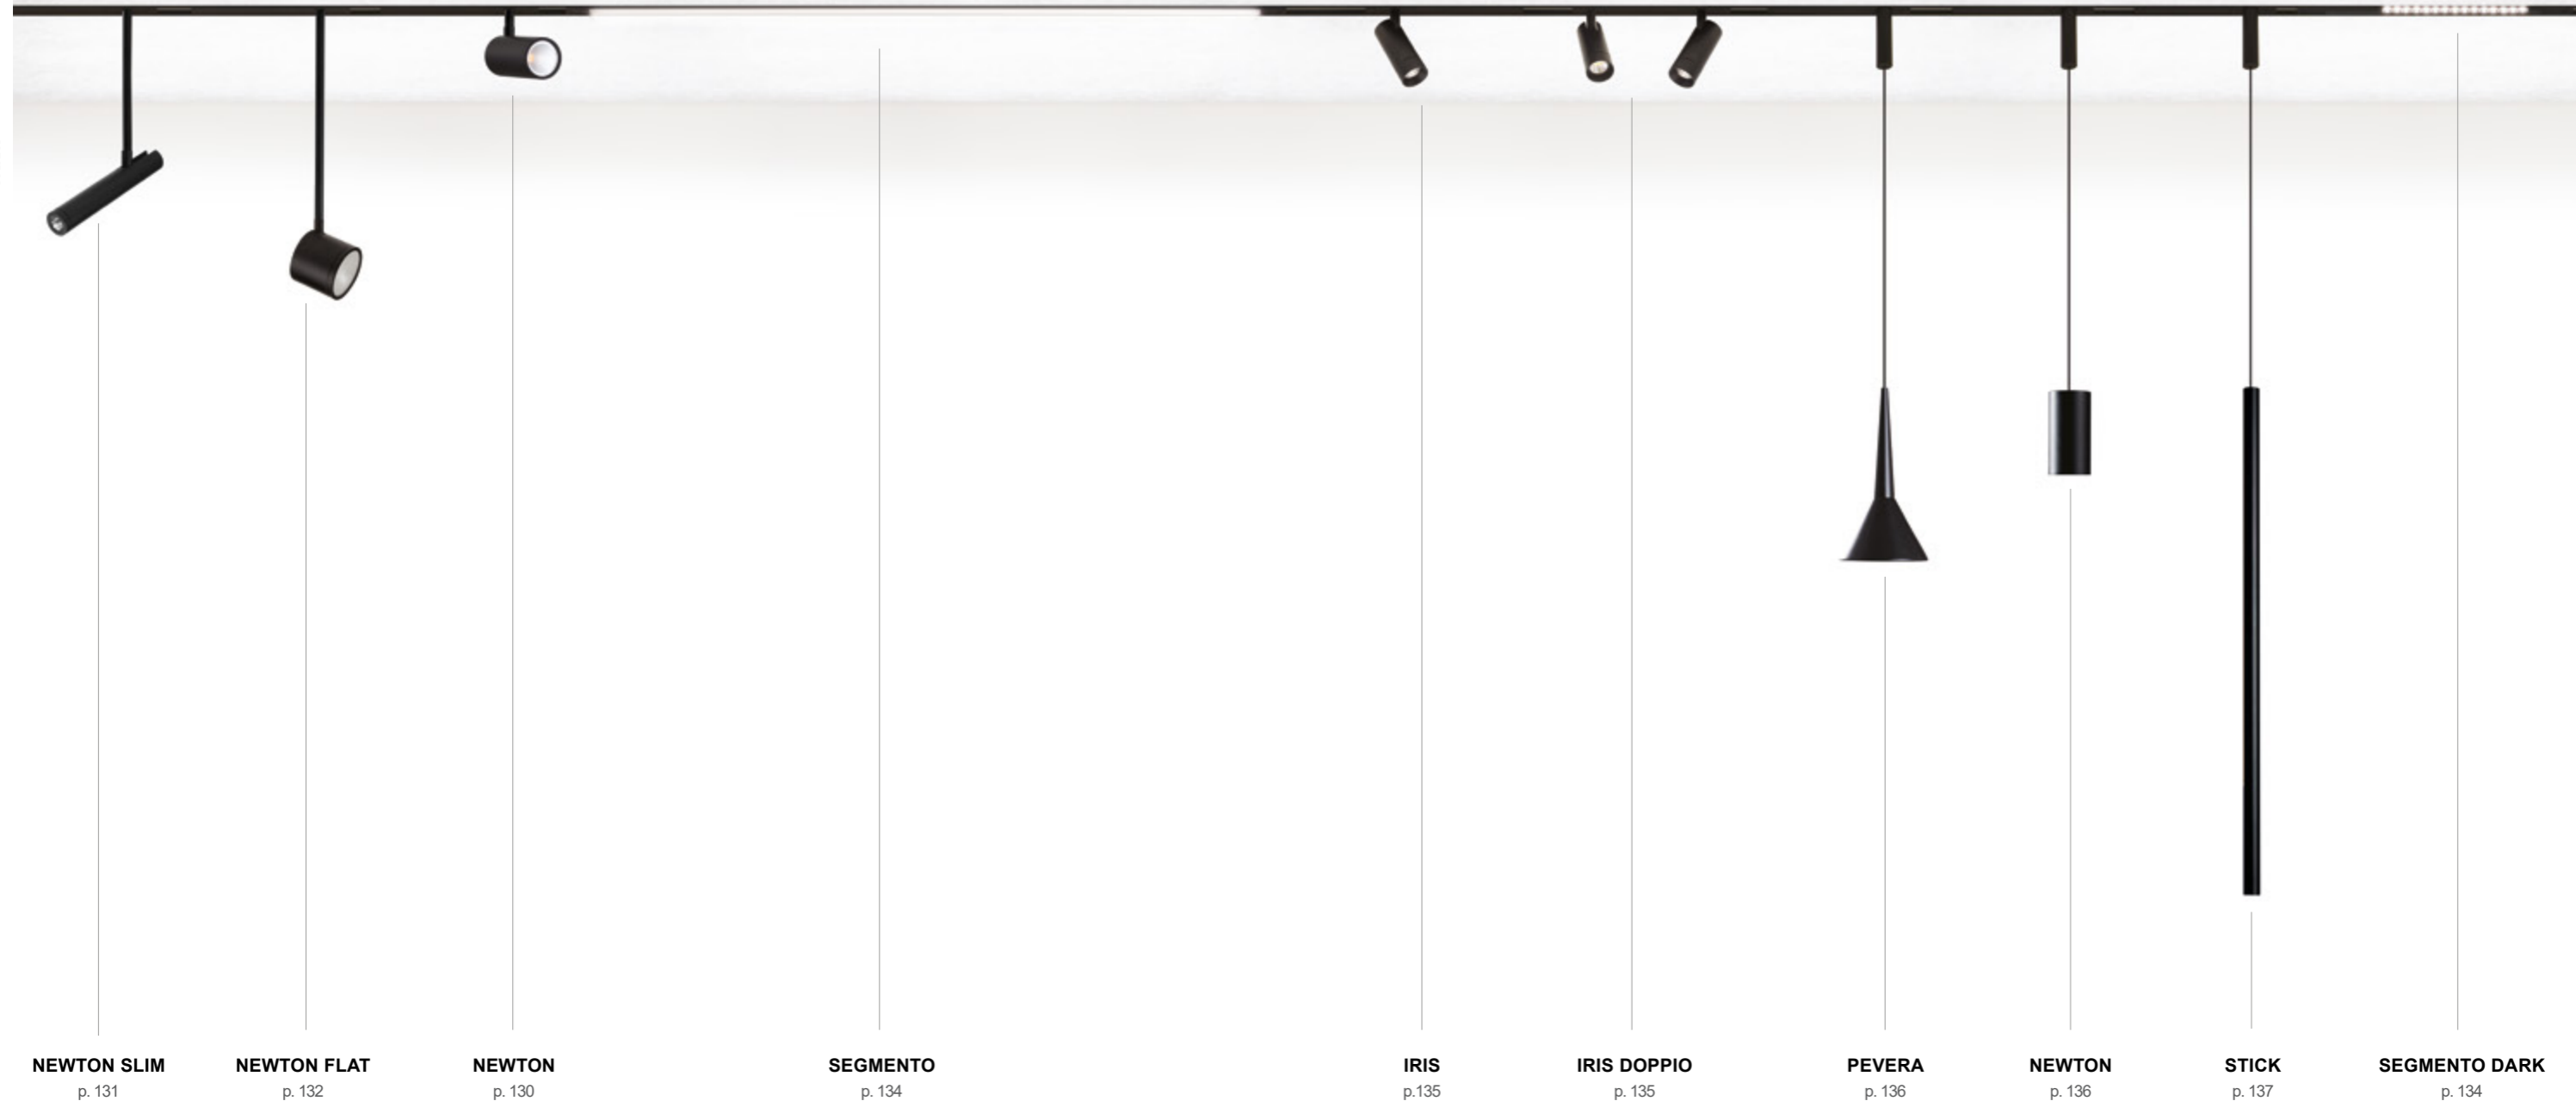 NEWTON SLIM
p. 131
NEWTON FLAT
p. 132
NEWTON
p. 130
SEGMENTO
p. 134
IRIS
p.135
IRIS DOPPIO
p. 135
PEVERA
p. 136
NEWTON
p. 136
STICK
p. 137
SEGMENTO DARK
p. 134